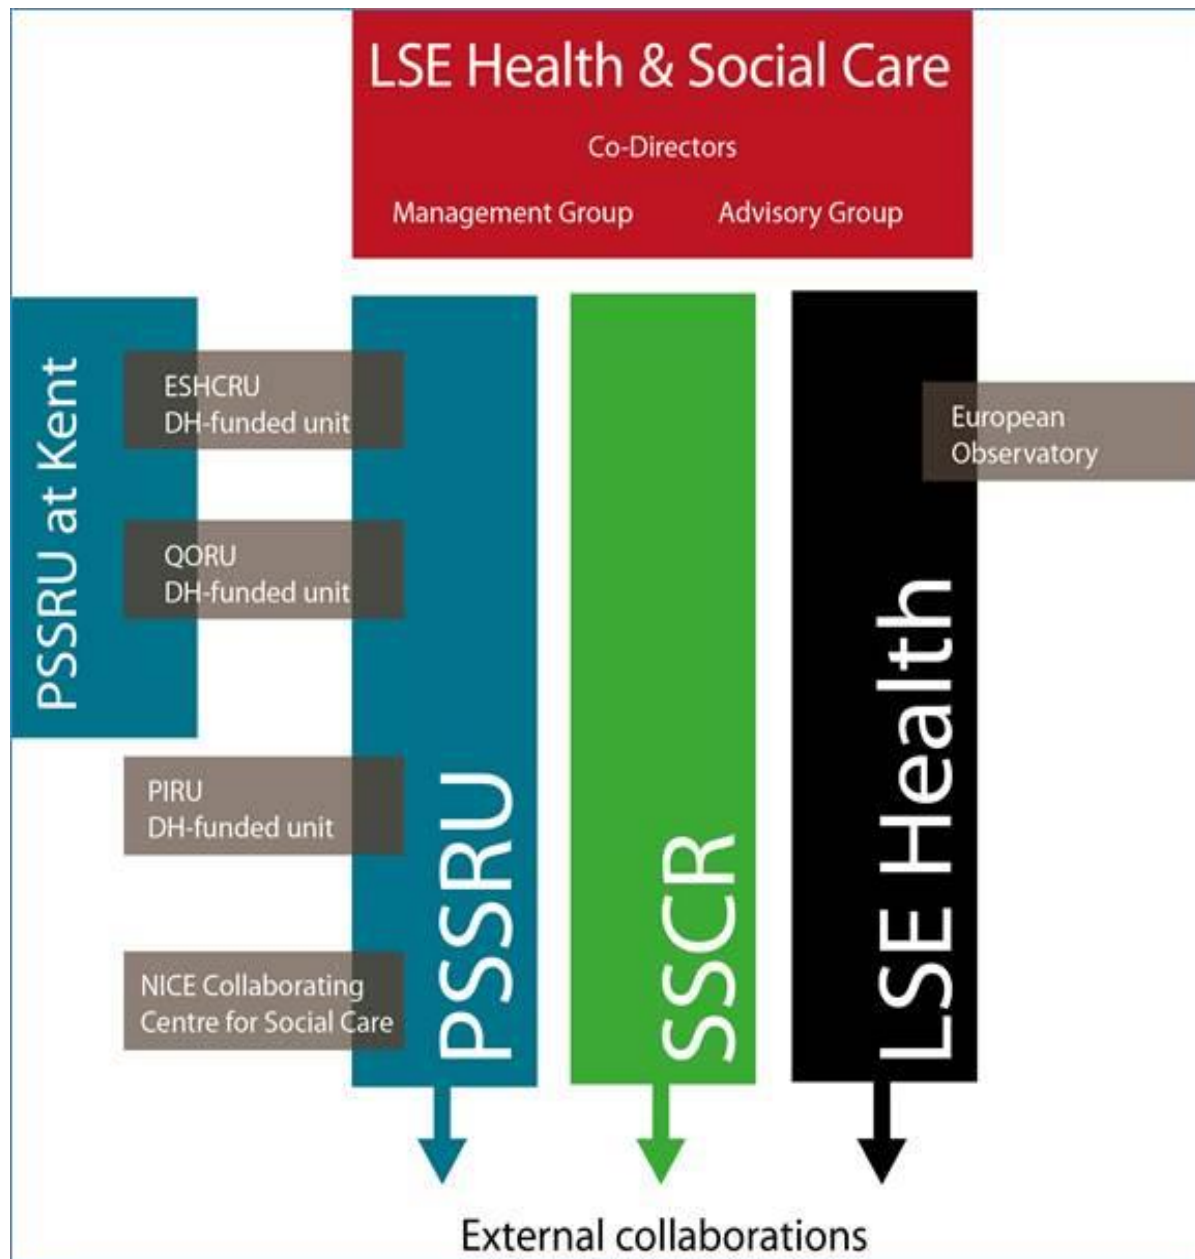 LSE Health & Social Care
Co-Directors
Management Group
Advisory Group
PSSRU at Kent
ESHCRU
DH-funded unit
QORU
DH-funded unit
PIRU
DH-funded unit
NICE Collaborating
Centre for Social Care
PSSRU
SSCR
LSE Health
European
Observatory
External collaborations